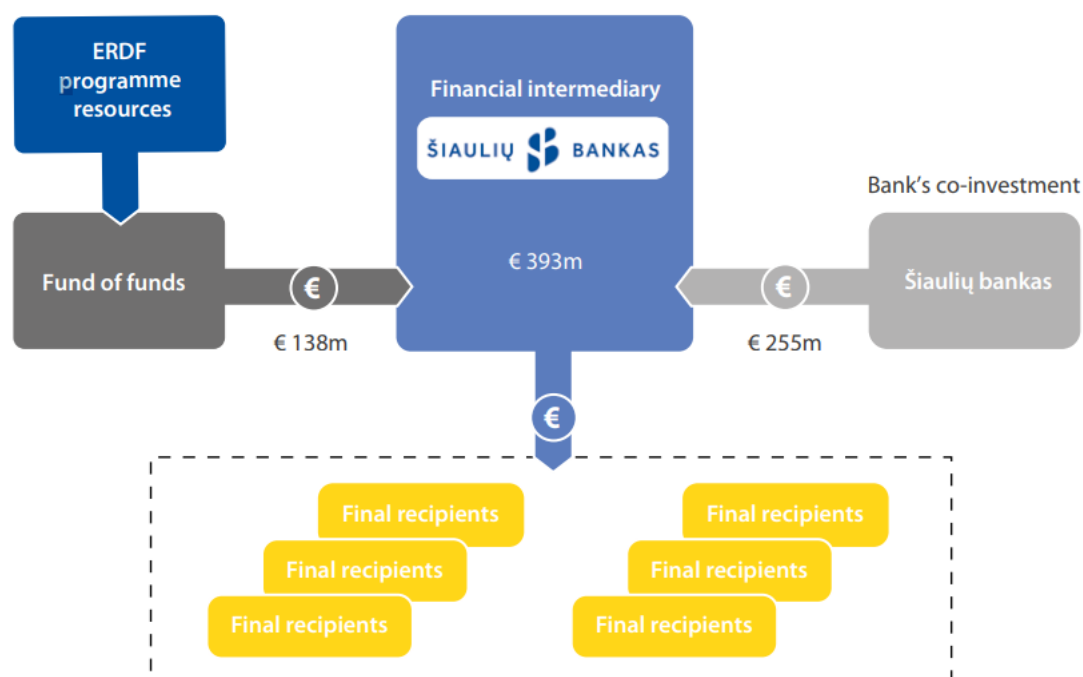 ERDF
programme
resources
Financial intermediary
ŠIAULIŲ BANKAS
Bank's co-investment
Fund of funds
€
€ 138m
€ 393m
€
€ 255m
Šiaulių bankas
€
Final recipients
Final recipients
Final recipients
Final recipients
Final recipients
Final recipients